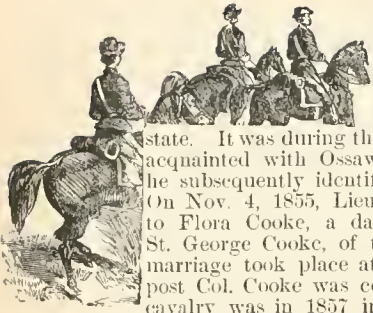 state. It was during th
acquainted with Ossaw
he subsequently identif
On Nov. 4, 1855, Lieu
to Flora Cooke, a da
St. George Cooke, of t
marriage took place at
post Col. Cooke was co
cavalry was in 1857 in